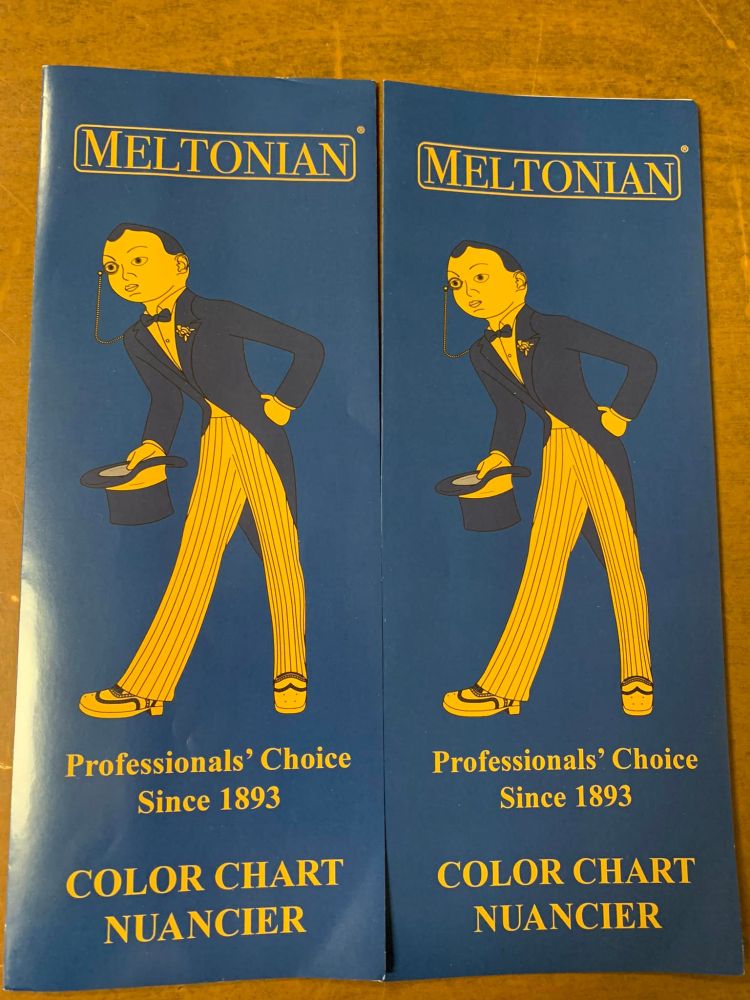 MELTONIAN®
Professionals' Choice
Since 1893
COLOR CHART
NUANCIER
MELTONIAN®
Professionals' Choice
Since 1893
COLOR CHART
NUANCIER